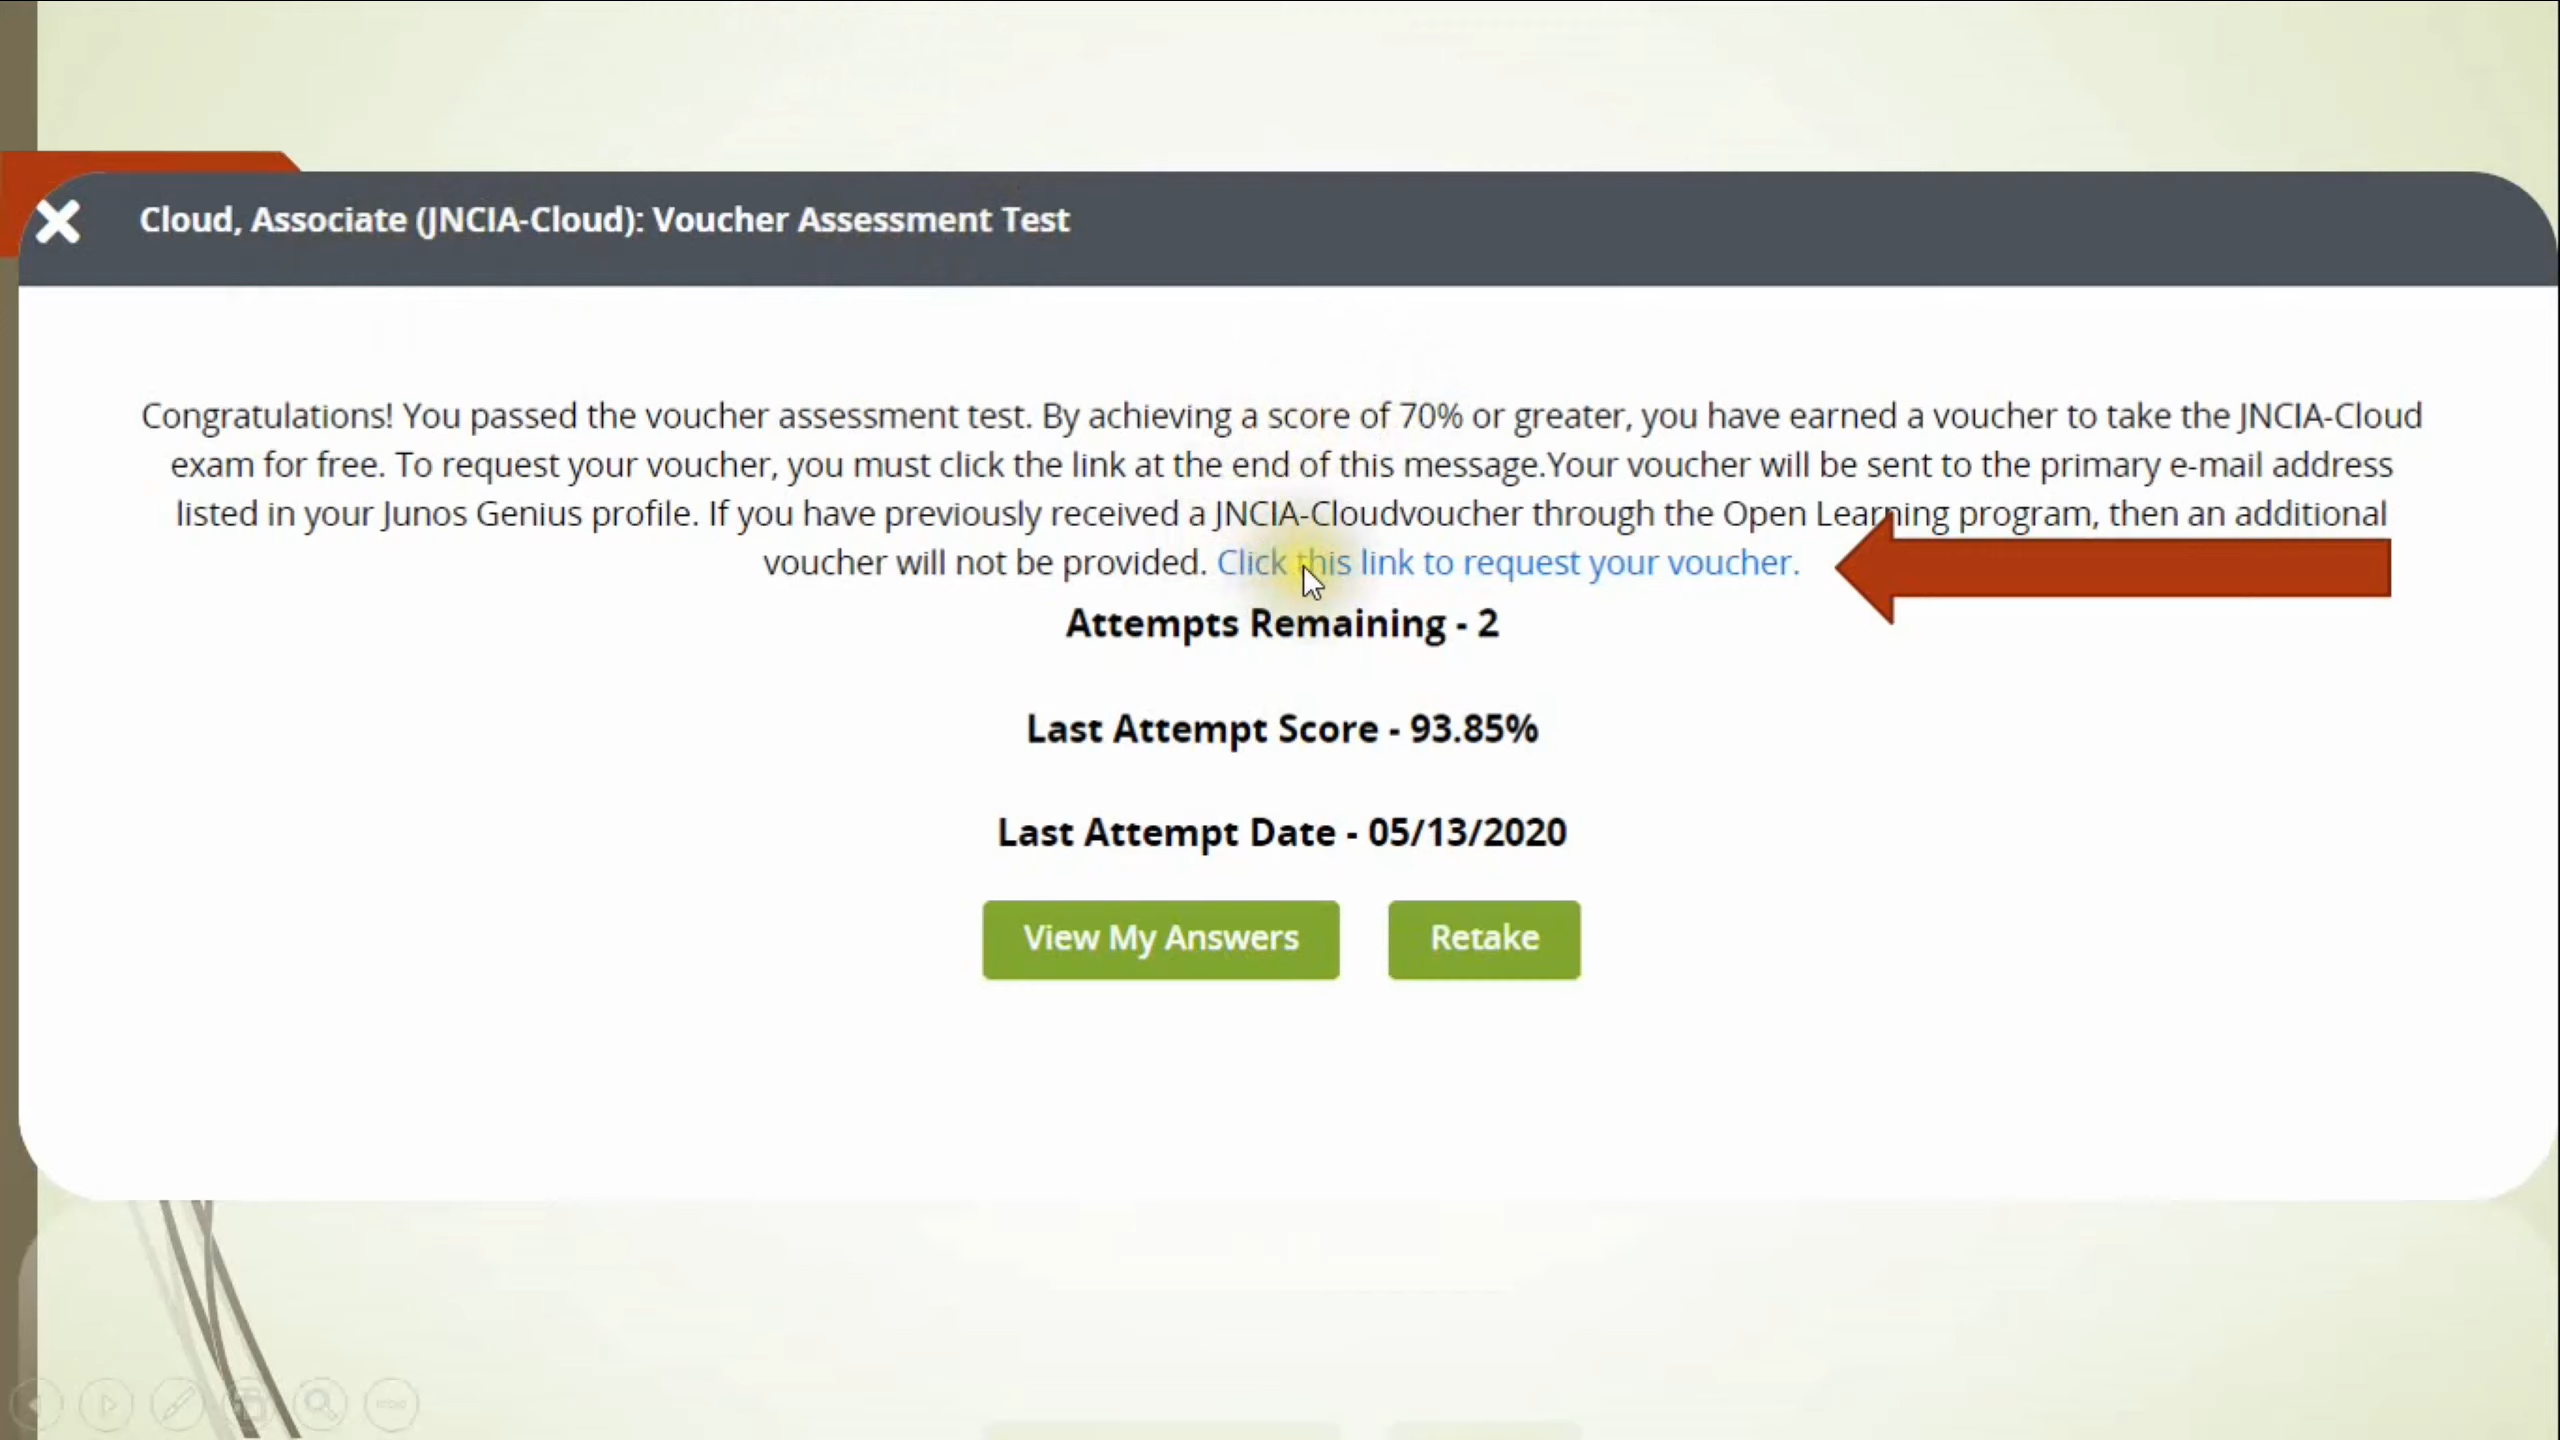 Cloud, Associate (JNCIA-Cloud): Voucher Assessment Test
Congratulations! You passed the voucher assessment test. By achieving a score of 70% or greater, you have earned a voucher to take the JNCIA-Cloud
exam for free. To request your voucher, you must click the link at the end of this message.Your voucher will be sent to the primary e-mail address
listed in your Junos Genius profile. If you have previously received a JNCIA-Cloudvoucher through the Open Learning program, then an additional
voucher will not be provided. Click this link to request your voucher.
Attempts Remaining - 2
Last Attempt Score - 93.85%
Last Attempt Date - 05/13/2020
View My Answers
Retake